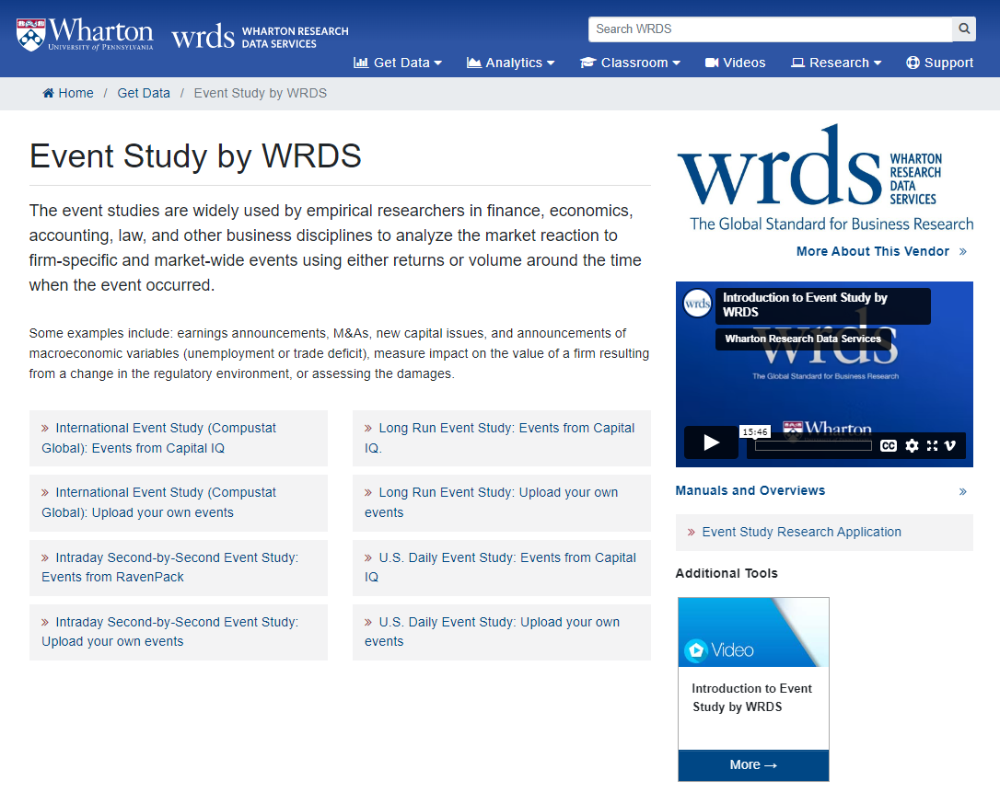 Wharton
UNIVERSITY of PENNSYLVANIA
wrds WHARTON RESEARCH
DATA SERVICES
Search WRDS
Get Data
Analytics
Classroom
Videos
Research
Support
Home / Get Data / Event Study by WRDS
Event Study by WRDS
The event studies are widely used by empirical researchers in finance, economics,
accounting, law, and other business disciplines to analyze the market reaction to
firm-specific and market-wide events using either returns or volume around the time
when the event occurred.
Some examples include: earnings announcements, M&As, new capital issues, and announcements of
macroeconomic variables (unemployment or trade deficit), measure impact on the value of a firm resulting
from a change in the regulatory environment, or assessing the damages.
» International Event Study (Compustat
Global): Events from Capital IQ
» International Event Study (Compustat
Global): Upload your own events
» Intraday Second-by-Second Event Study:
Events from RavenPack
» Intraday Second-by-Second Event Study:
Upload your own events
» Long Run Event Study: Events from Capital
IQ.
» Long Run Event Study: Upload your own
events
» U.S. Daily Event Study: Events from Capital
IQ
» U.S. Daily Event Study: Upload your own
events
wrds
WHARTON
RESEARCH
DATA
SERVICES
The Global Standard for Business Research
More About This Vendor »
wrds
Introduction to Event Study by
WRDS
Wharton Research Data Services
wrds
The Global Standard for Business Research
Wharton
15:46
CC
Manuals and Overviews »
» Event Study Research Application
Additional Tools
Video
Introduction to Event
Study by WRDS
More →